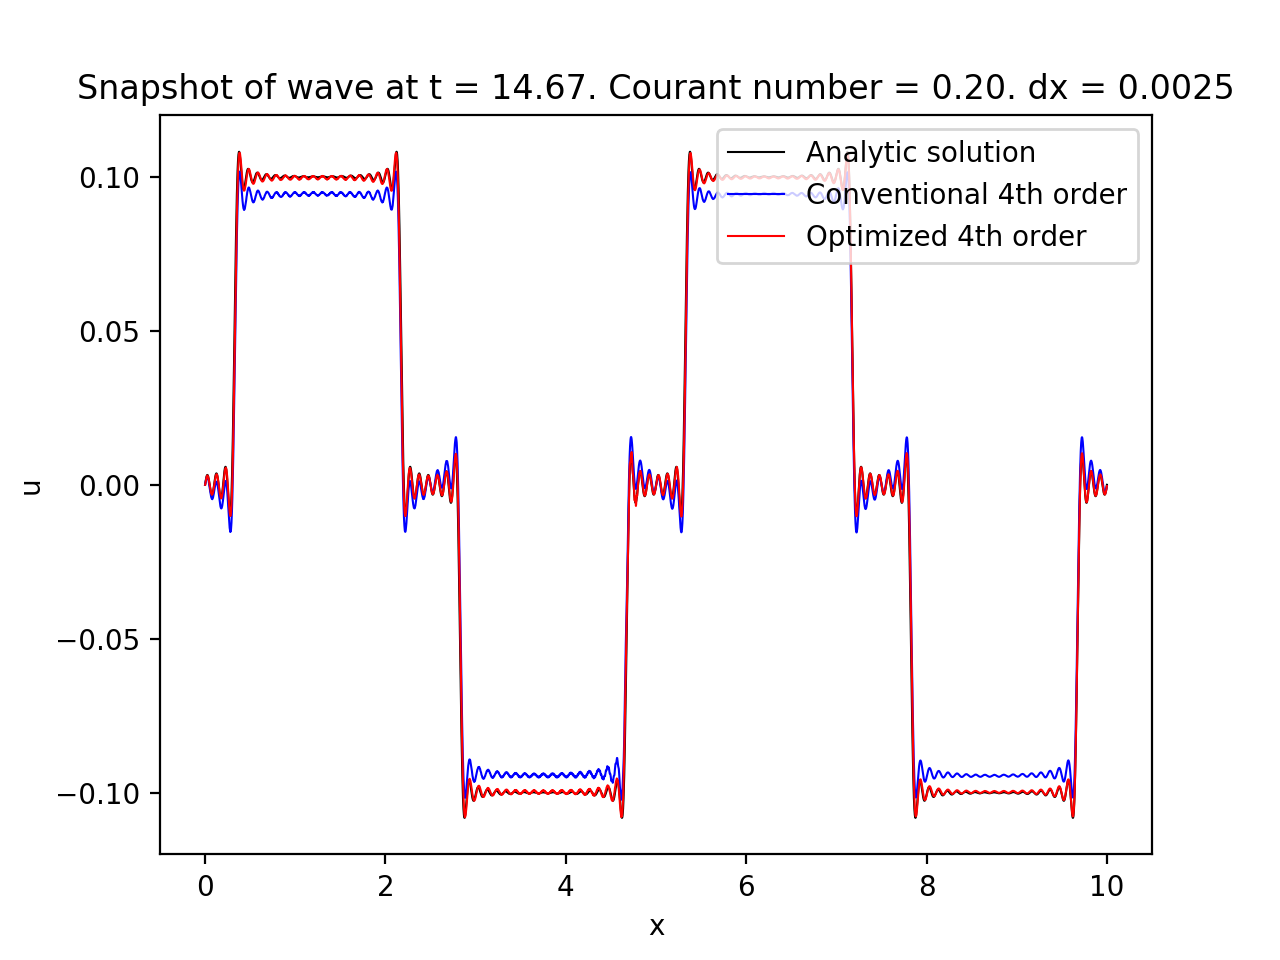 Snapshot of wave at t = 14.67. Courant number = 0.20. dx = 0.0025
Analytic solution
Conventional 4th order
Optimized 4th order
0.10
0.05
0.00
−0.05
−0.10
u
0 2 4 6 8 10
x